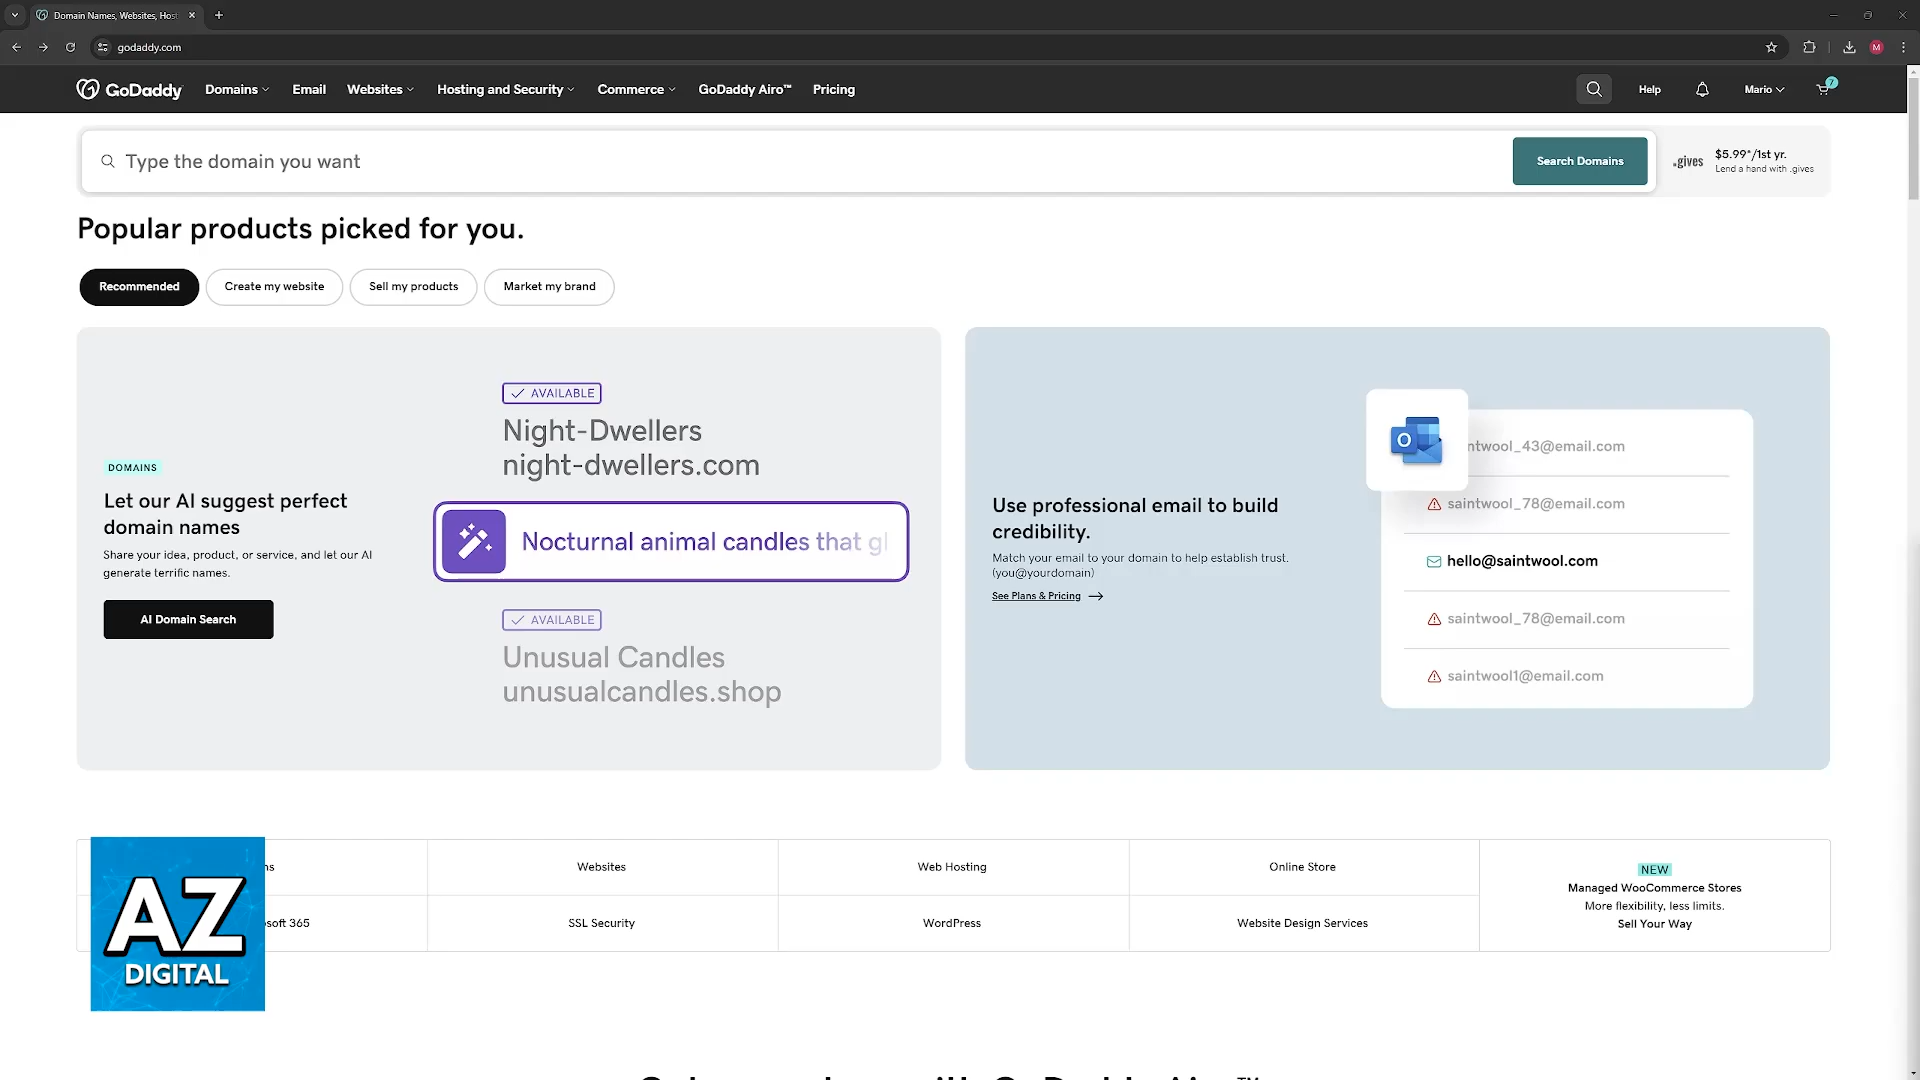 Domain Names, Websites, Host
godaddy.com
M
GoDaddy
Domains
Email
Websites
Hosting and Security
Commerce
GoDaddy Airo™
Pricing
Help
Mario
7
Type the domain you want
Search Domains
.gives
$5.99*/1st yr.
Lend a hand with .gives
Popular products picked for you.
Recommended
Create my website
Sell my products
Market my brand
DOMAINS
Let our AI suggest perfect
domain names
Share your idea, product, or service, and let our AI
generate terrific names.
AI Domain Search
AVAILABLE
Night-Dwellers
night-dwellers.com
Nocturnal animal candles that gl
AVAILABLE
Unusual Candles
unusualcandles.shop
Use professional email to build
credibility.
Match your email to your domain to help establish trust.
(you@yourdomain)
See Plans & Pricing
O
ntwool_43@email.com
saintwool_78@email.com
hello@saintwool.com
saintwool_78@email.com
saintwool1@email.com
ns
Websites
Web Hosting
Online Store
NEW
Managed WooCommerce Stores
More flexibility, less limits.
Sell Your Way
osoft 365
SSL Security
WordPress
Website Design Services
AZ
DIGITAL